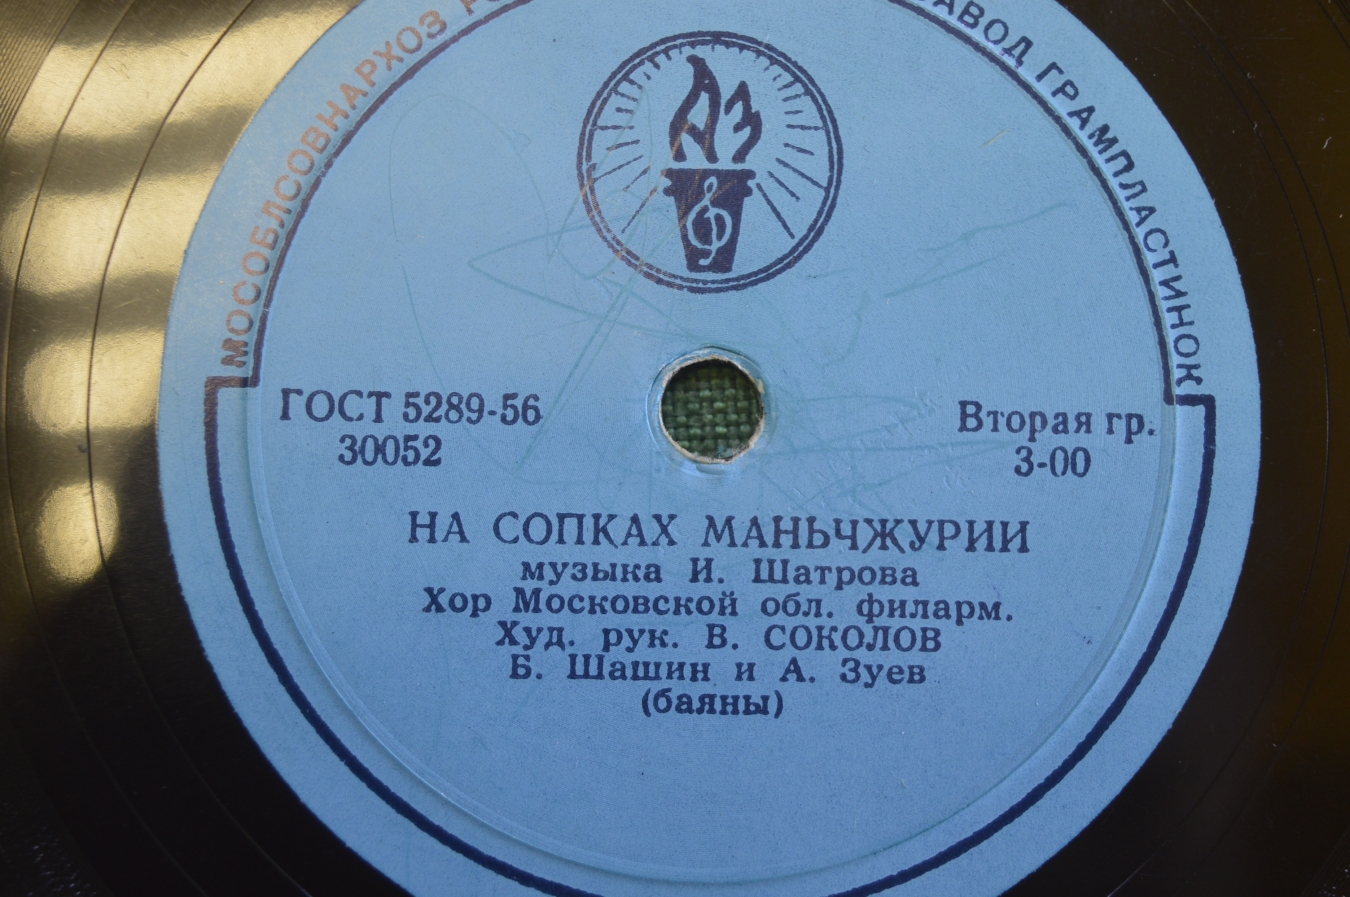 МОСОБЛСОВНАРХОЗ
ЗАВОД ГРАМПЛАСТИНОК
АЗ
ГОСТ 5289-56
30052
Вторая гр.
3-00
НА СОПКАХ МАНЬЧЖУРИИ
музыка И. Шатрова
Хор Московской обл. филарм.
Худ. рук. В. СОКОЛОВ
Б. Шашин и А. Зуев
(баяны)